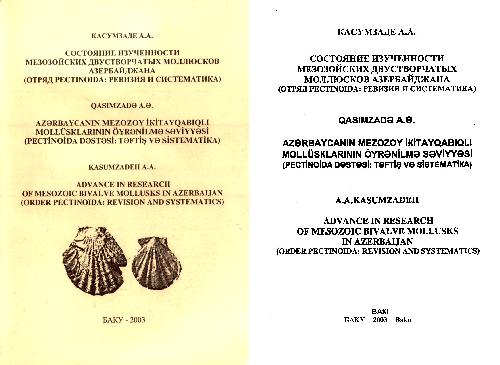 КАСУМЗАДЕ А.А.
СОСТОЯНИЕ ИЗУЧЕННОСТИ
МЕЗОЗОЙСКИХ ДВУСТВОРЧАТЫХ МОЛЛЮСКОВ
АЗЕРБАЙДЖАНА
(ОТРЯД PECTINOIDA: РЕВИЗИЯ И СИСТЕМАТИКА)
QASIMZADƏ A.Ə.
AZƏRBAYCANIN MEZOZOY İKİTAYQABIQLI
MOLLÜSKLARININ ÖYRƏNİLMƏ SƏVİYYƏSİ
(PECTİNOİDA DƏSTƏSİ: TƏFTİŞ VƏ SİSTEMATİKA)
KASUMZADEH A.A.
ADVANCE IN RESEARCH
OF MESOZOIC BIVALVE MOLLUSKS IN AZERBAIJAN
(ORDER PECTINOIDA: REVISION AND SYSTEMATICS)
БАКУ - 2003
КАСУМЗАДЕ А.А.
СОСТОЯНИЕ ИЗУЧЕННОСТИ
МЕЗОЗОЙСКИХ ДВУСТВОРЧАТЫХ
МОЛЛЮСКОВ АЗЕРБАЙДЖАНА
(ОТРЯД PECTINOIDA: РЕВИЗИЯ И СИСТЕМАТИКА)
QASIMZADƏ A.Ə.
AZƏRBAYCANIN MEZOZOY İKİTAYQABIQLI
MOLLÜSKLARININ ÖYRƏNİLMƏ SƏVİYYƏSİ
(PECTİNOİDA DƏSTƏSİ: TƏFTİŞ VƏ SİSTEMATİKA)
A.A.KASUMZADEH
ADVANCE IN RESEARCH
OF MESOZOIC BIVALVE MOLLUSKS
IN AZERBAIJAN
(ORDER PECTINOIDA: REVISION AND SYSTEMATICS)
BAKI
БАКУ 2003 Baku